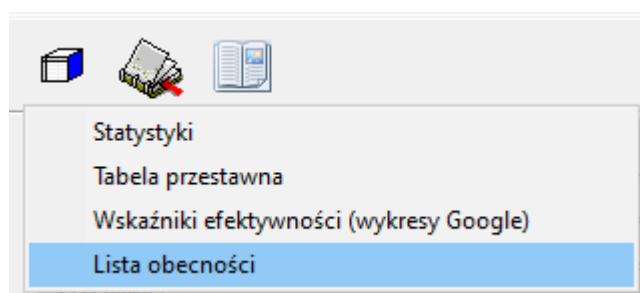 Statystyki
Tabela przestawna
Wskaźniki efektywności (wykresy Google)
Lista obecności